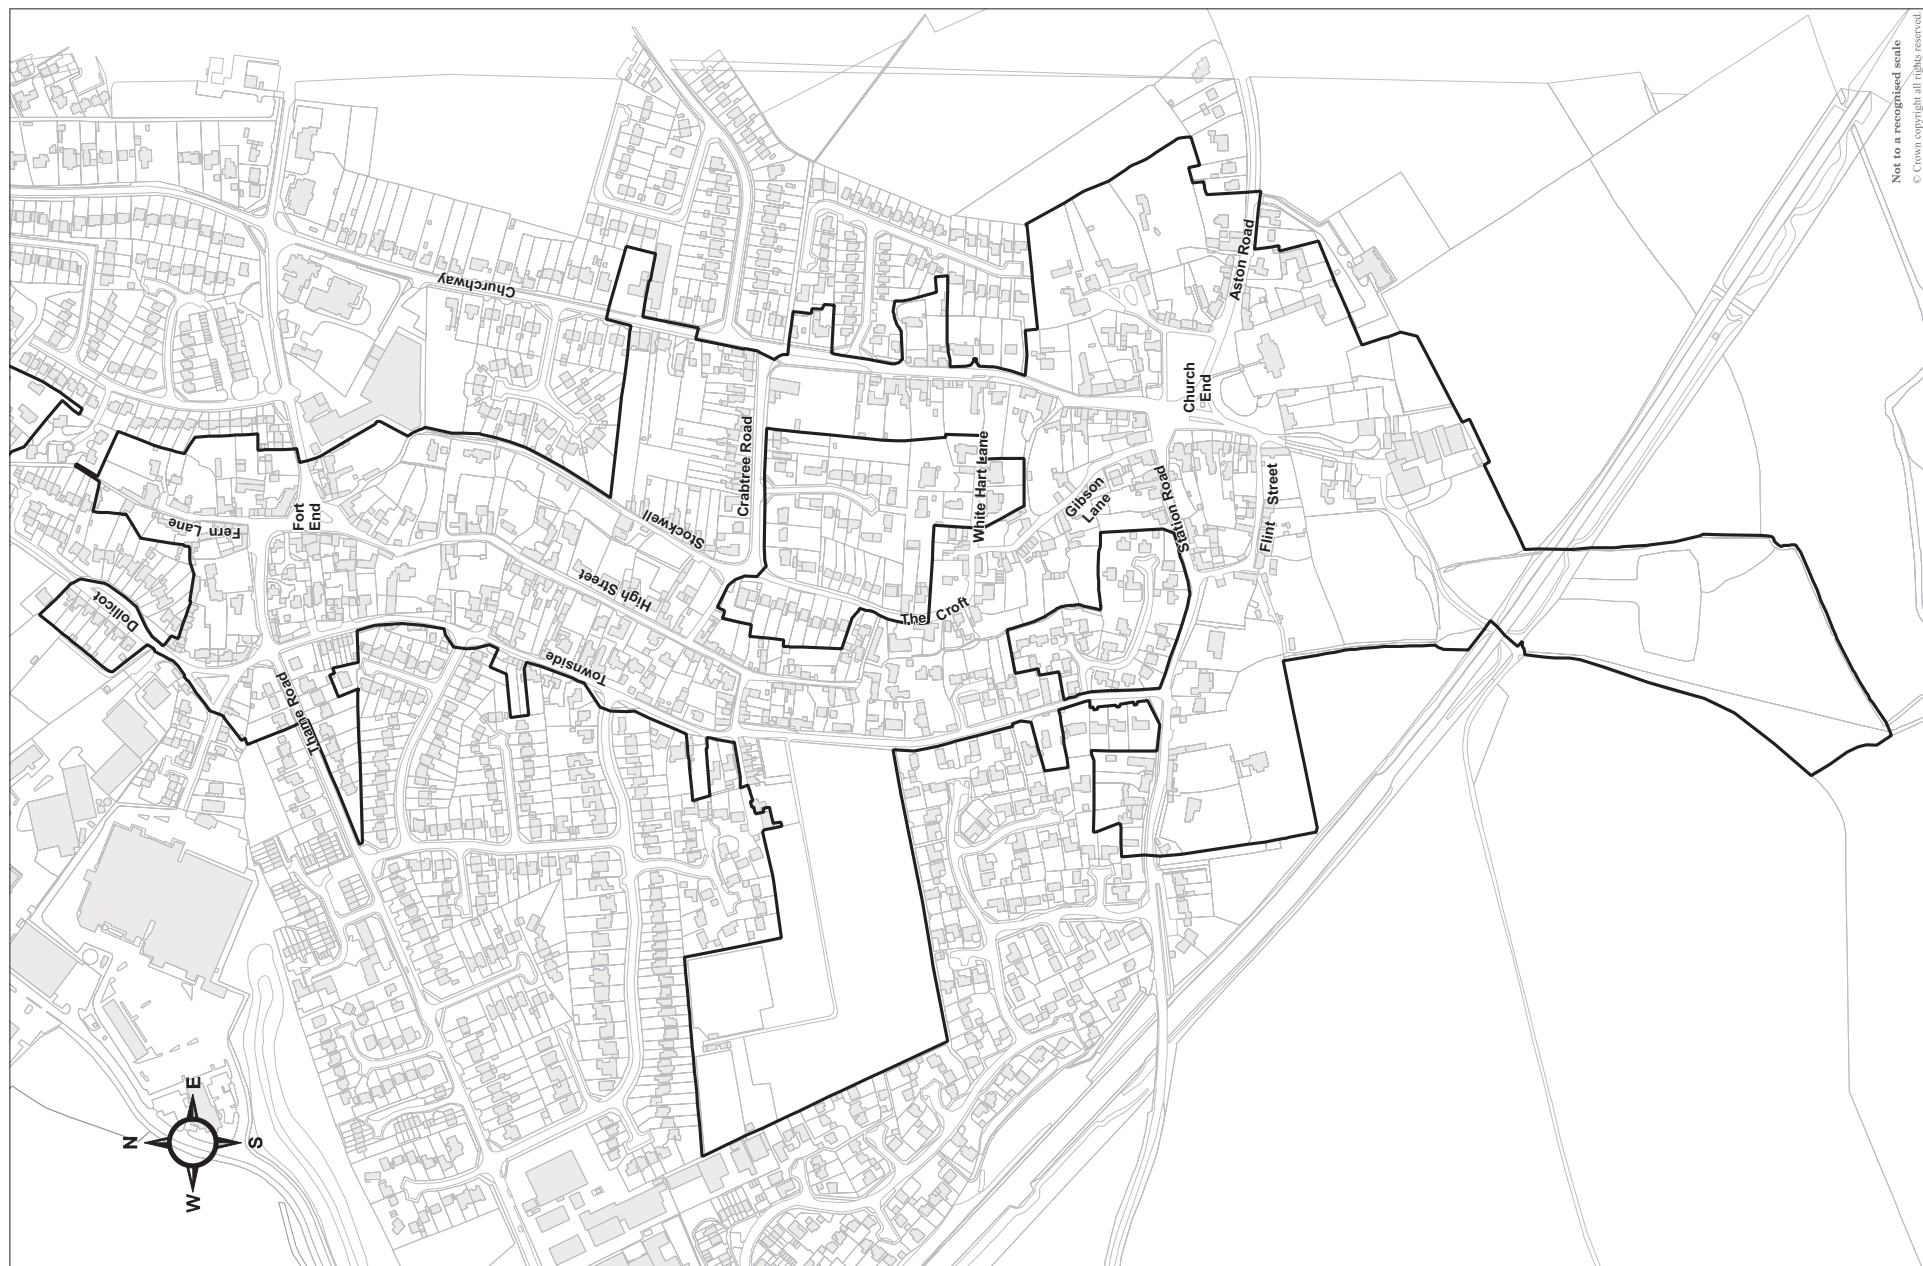 Dollicot
Fern Lane
Fort
End
Thame Road
Churchway
High Street
Stockwell
Townside
Crabtree Road
The Croft
White Hart Lane
Gibson
Lane
Station Road
Church
End
Aston Road
Flint Street
N
E
S
W
Not to a recognised scale
© Crown copyright all rights reserved.